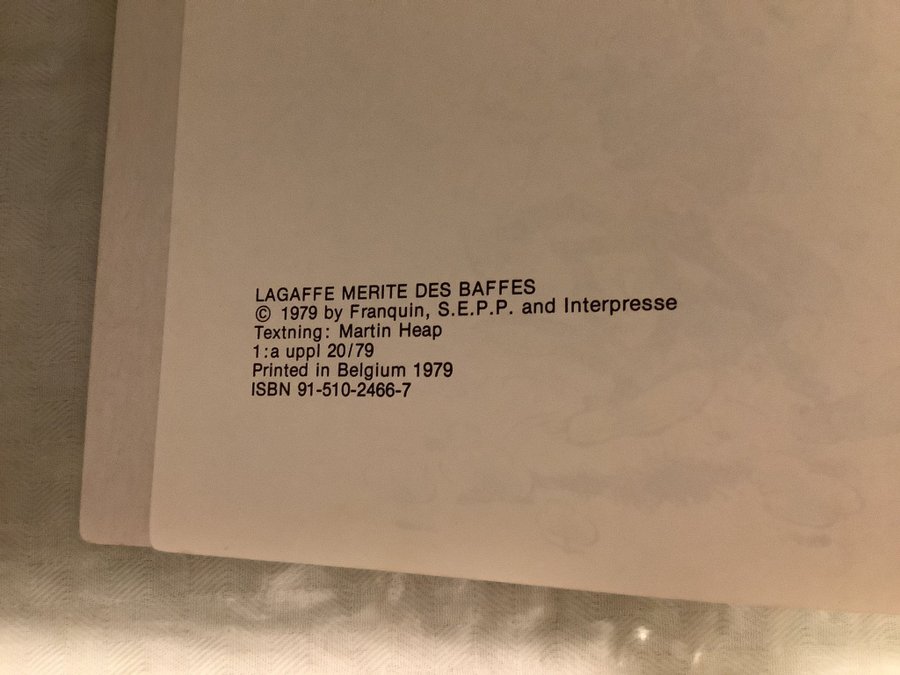 LAGAFFE MERITE DES BAFFES
© 1979 by Franquin, S.E.P.P. and Interpresse
Textning: Martin Heap
1:a uppl 20/79
Printed in Belgium 1979
ISBN 91-510-2466-7